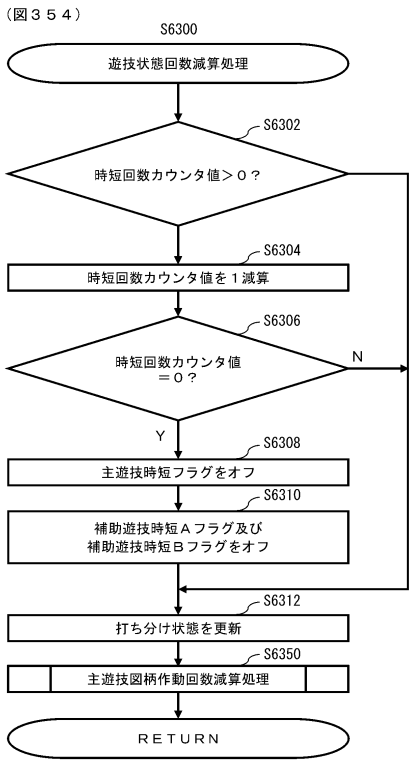 （図３５４）
S6300
遊技状態回数減算処理
S6302
時短回数カウンタ値＞０？
S6304
時短回数カウンタ値を１減算
S6306
時短回数カウンタ値
＝０？
N
Y
S6308
主遊技時短フラグをオフ
S6310
補助遊技時短Ａフラグ及び
補助遊技時短Ｂフラグをオフ
S6312
打ち分け状態を更新
S6350
主遊技図柄作動回数減算処理
ＲＥＴＵＲＮ